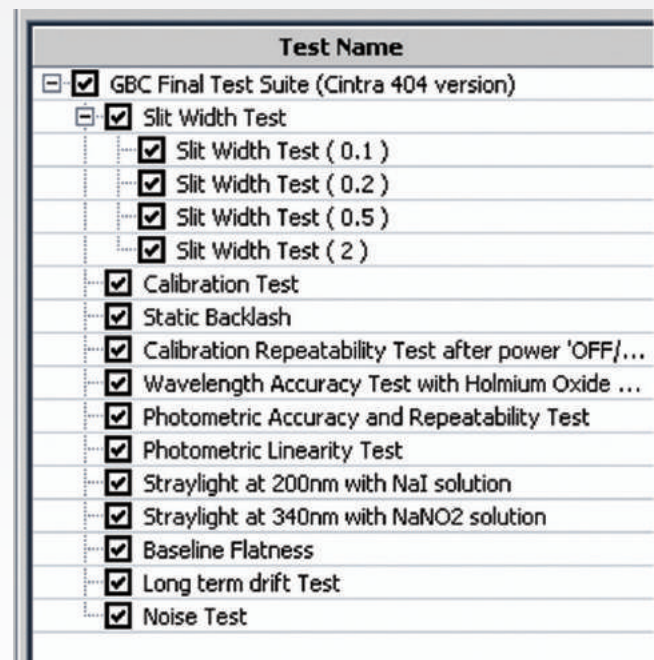 Test Name
GBC Final Test Suite (Cintra 404 version)
Slit Width Test
Slit Width Test ( 0.1 )
Slit Width Test ( 0.2 )
Slit Width Test ( 0.5 )
Slit Width Test ( 2 )
Calibration Test
Static Backlash
Calibration Repeatability Test after power 'OFF/...
Wavelength Accuracy Test with Holmium Oxide ...
Photometric Accuracy and Repeatability Test
Photometric Linearity Test
Straylight at 200nm with NaI solution
Straylight at 340nm with NaNO2 solution
Baseline Flatness
Long term drift Test
Noise Test